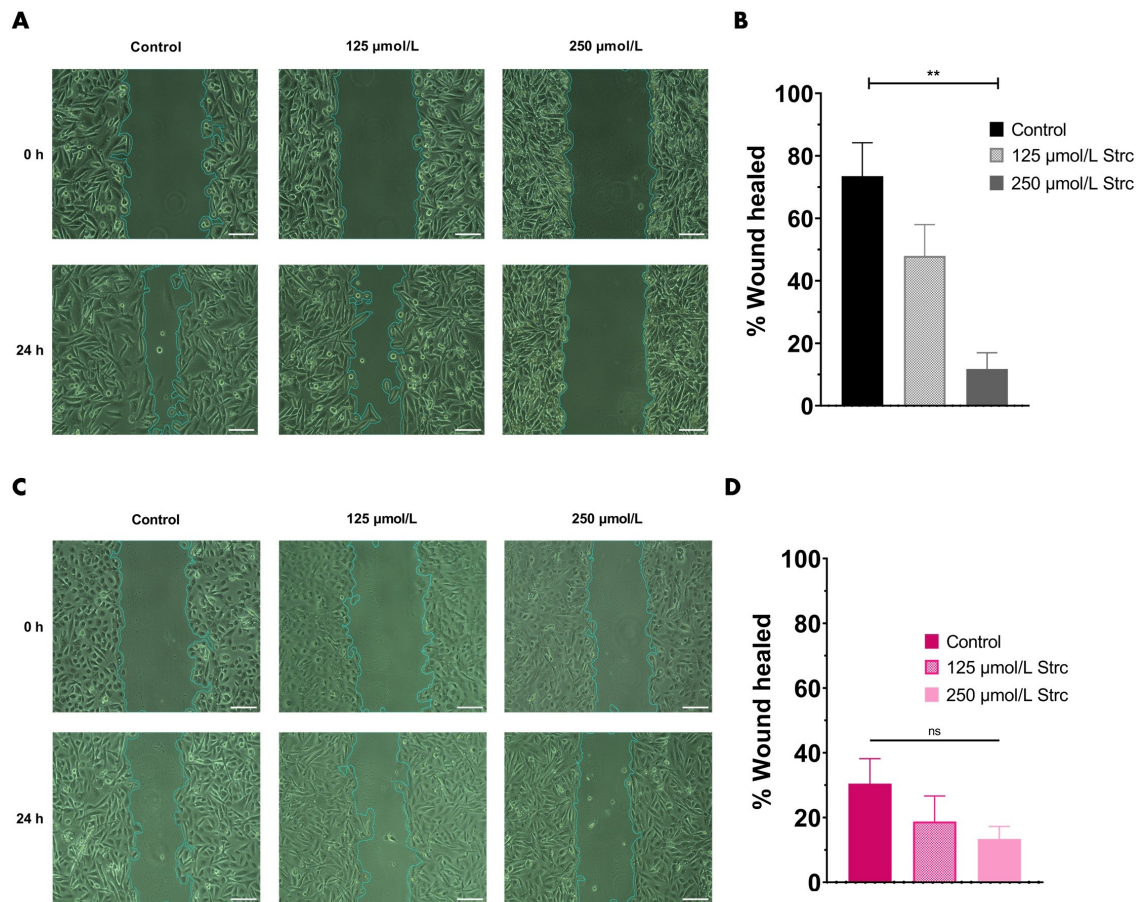 A
Control
125 µmol/L
250 µmol/L
0 h
24 h
B
**
100
80
60
40
20
0
% Wound healed
Control
125 µmol/L Strc
250 µmol/L Strc
C
Control
125 µmol/L
250 µmol/L
0 h
24 h
D
100
80
60
40
20
0
% Wound healed
Control
125 µmol/L Strc
250 µmol/L Strc
ns